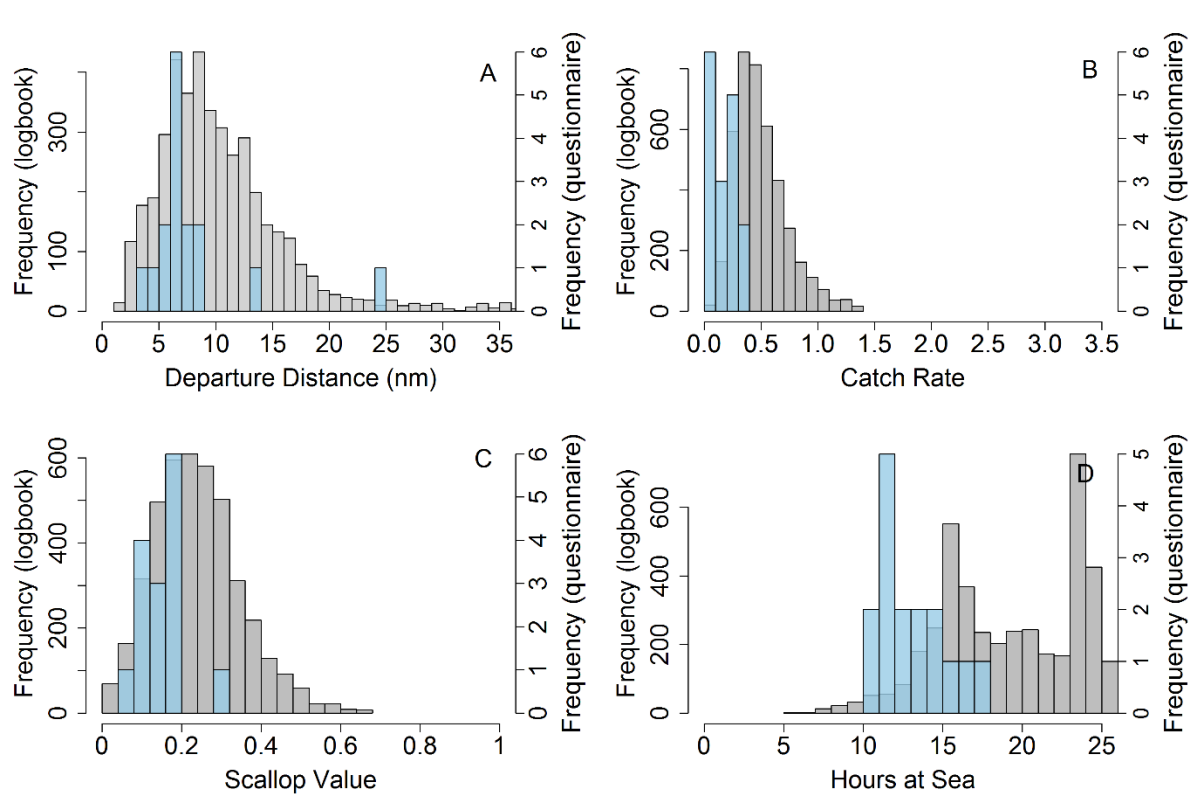 A
Frequency (logbook)
0 100 300
Frequency (questionnaire)
0 1 2 3 4 5 6
0 5 10 15 20 25 30 35
Departure Distance (nm)
B
Frequency (logbook)
0 200 600
Frequency (questionnaire)
0 1 2 3 4 5 6
0.0 0.5 1.0 1.5 2.0 2.5 3.0 3.5
Catch Rate
C
Frequency (logbook)
0 200 400 600
Frequency (questionnaire)
0 1 2 3 4 5 6
0 0.2 0.4 0.6 0.8 1
Scallop Value
D
Frequency (logbook)
0 200 400 600
Frequency (questionnaire)
0 1 2 3 4 5
0 5 10 15 20 25
Hours at Sea